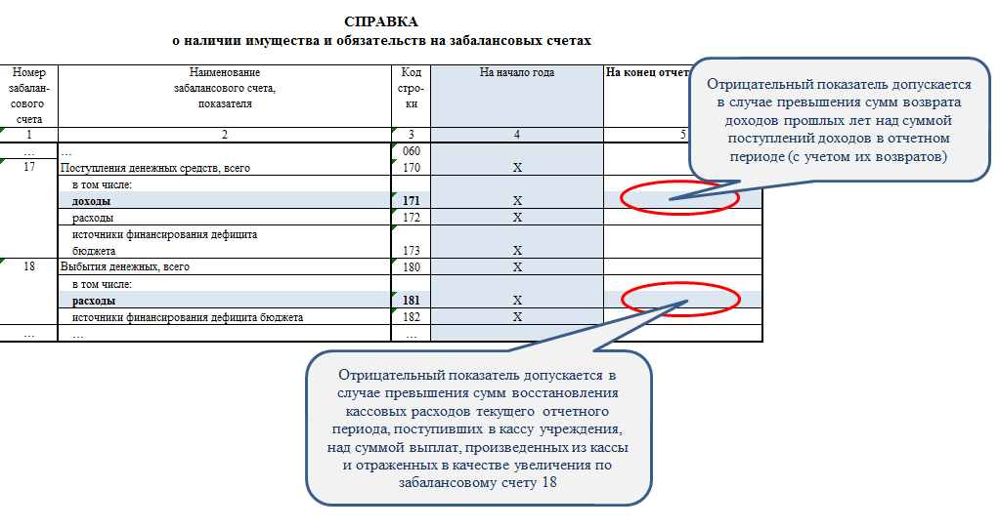 СПРАВКА
о наличии имущества и обязательств на забалансовых счетах
Номер
забалан-
сового
счета
Наименование
забалансового счета,
показателя
Код
стро-
ки
На начало года
На конец отчет
1
2
3
4
5
...
...
060
17
Поступления денежных средств, всего
170
X
в том числе:
доходы
171
X
расходы
172
X
источники финансирования дефицита
бюджета
173
X
18
Выбытия денежных, всего
180
X
в том числе:
расходы
181
X
источники финансирования дефицита бюджета
182
X
...
...
...
Отрицательный показатель допускается
в случае превышения сумм возврата
доходов прошлых лет над суммой
поступлений доходов в отчетном
периоде (с учетом их возвратов)
Отрицательный показатель допускается в
случае превышения сумм восстановления
кассовых расходов текущего отчетного
периода, поступивших в кассу учреждения,
над суммой выплат, произведенных из кассы
и отраженных в качестве увеличения по
забалансовому счету 18